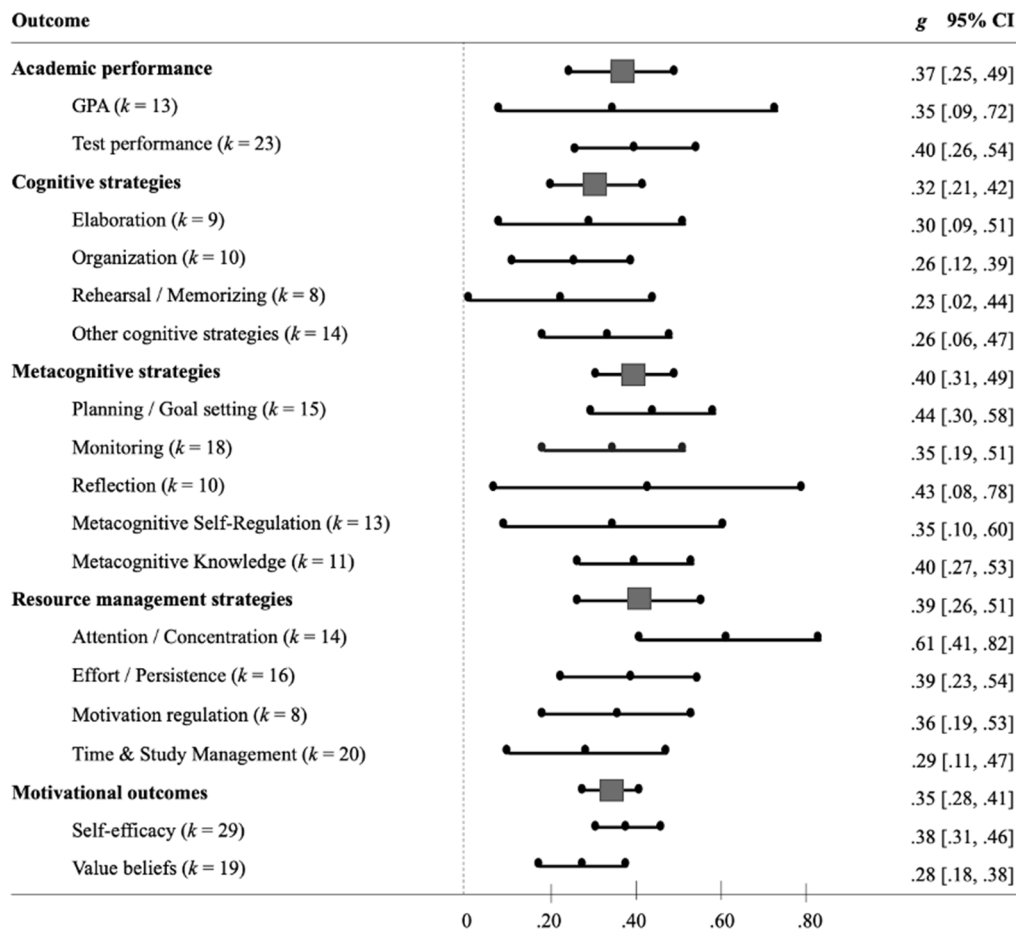 Outcome g 95% CI
Academic performance .37 [.25, .49]
GPA (k = 13) .35 [.09, .72]
Test performance (k = 23) .40 [.26, .54]
Cognitive strategies .32 [.21, .42]
Elaboration (k = 9) .30 [.09, .51]
Organization (k = 10) .26 [.12, .39]
Rehearsal / Memorizing (k = 8) .23 [.02, .44]
Other cognitive strategies (k = 14) .26 [.06, .47]
Metacognitive strategies .40 [.31, .49]
Planning / Goal setting (k = 15) .44 [.30, .58]
Monitoring (k = 18) .35 [.19, .51]
Reflection (k = 10) .43 [.08, .78]
Metacognitive Self-Regulation (k = 13) .35 [.10, .60]
Metacognitive Knowledge (k = 11) .40 [.27, .53]
Resource management strategies .39 [.26, .51]
Attention / Concentration (k = 14) .61 [.41, .82]
Effort / Persistence (k = 16) .39 [.23, .54]
Motivation regulation (k = 8) .36 [.19, .53]
Time & Study Management (k = 20) .29 [.11, .47]
Motivational outcomes .35 [.28, .41]
Self-efficacy (k = 29) .38 [.31, .46]
Value beliefs (k = 19) .28 [.18, .38]
0 .20 .40 .60 .80